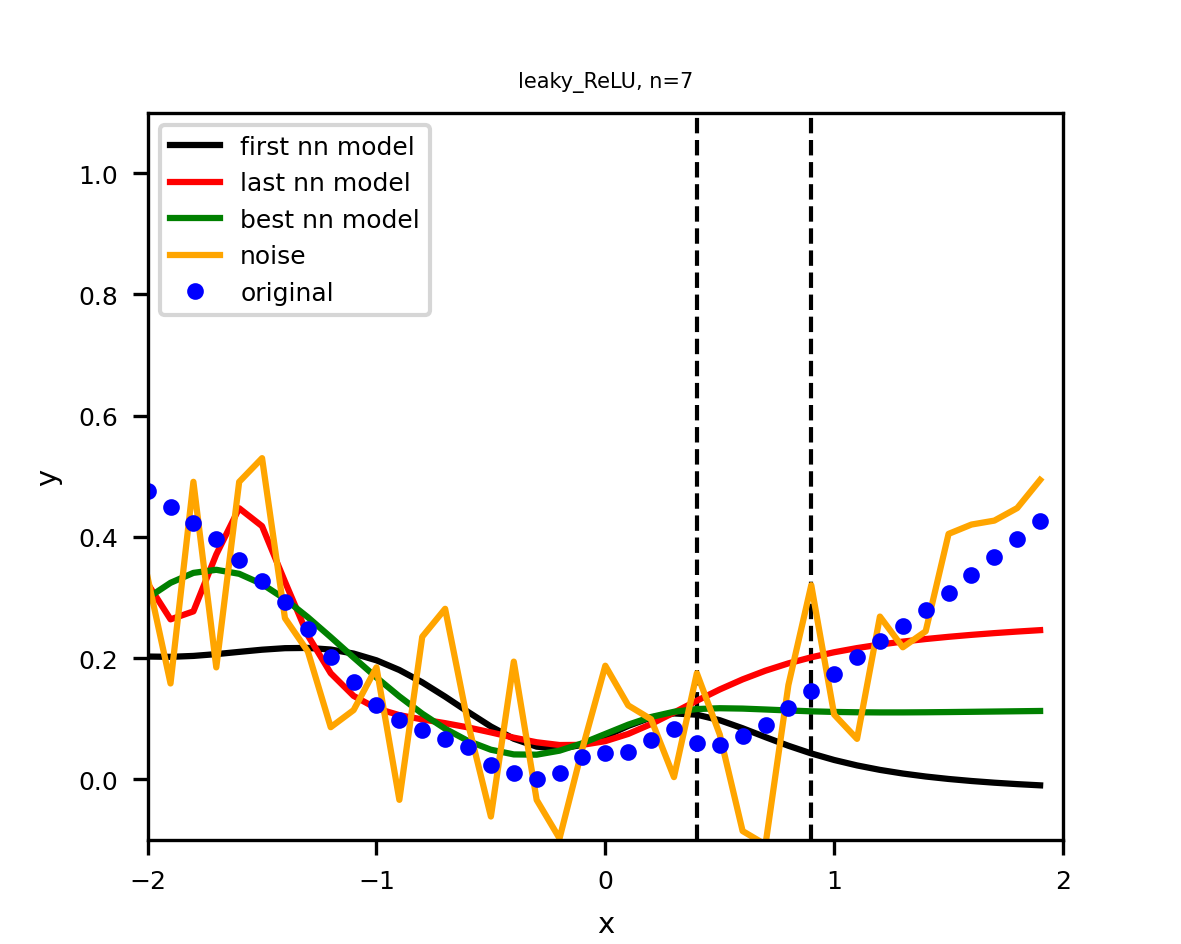 leaky_ReLU, n=7
first nn model
last nn model
best nn model
noise
original
1.0
0.8
0.6
0.4
0.2
0.0
y
−2
−1
0
1
2
x